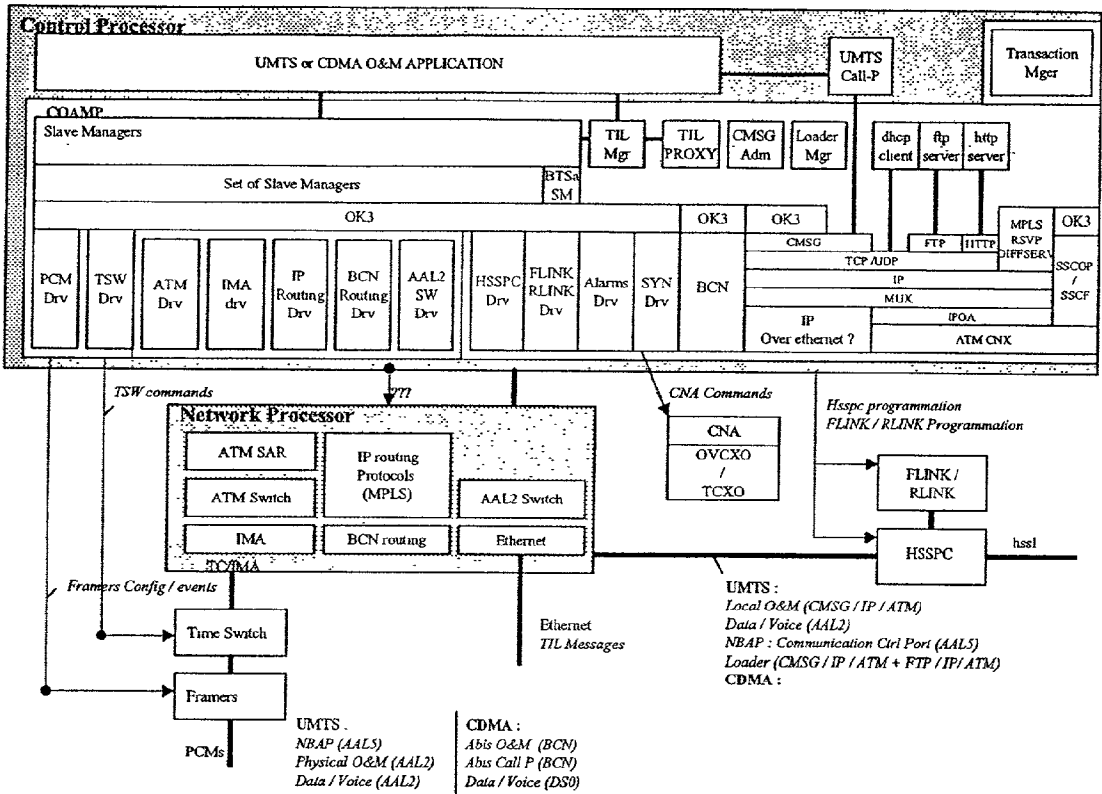 Control Processor
UMTS or CDMA O&M APPLICATION
UMTS
Call-P
Transaction
Mger
COAMP
Slave Managers
TIL
Mgr
TIL
PROXY
CMSG
Adm
Loader
Mgr
dhcp
client
ftp
server
http
server
Set of Slave Managers
BTSa
SM
OK3
OK3
OK3
MPLS
RSVP
DIFFSERV
OK3
CMSG
FTP
HTTP
TCP/UDP
SSCOP
/
SSCF
IP
MUX
IPOA
ATM CNX
IP
Over ethernet ?
PCM
Drv
TSW
Drv
ATM
Drv
IMA
drv
IP
Routing
Drv
BCN
Routing
Drv
AAL2
SW
Drv
HSSPC
Drv
FLINK
RLINK
Drv
Alarms
Drv
SYN
Drv
BCN
TSW commands
???
CNA Commands
Hsspc programmation
FLINK / RLINK Programmation
Network Processor
ATM SAR
IP routing
Protocols
(MPLS)
ATM Switch
AAL2 Switch
IMA
BCN routing
Ethernet
TC/IMA
CNA
OVCXO
/
TCXO
FLINK /
RLINK
HSSPC
hssl
Framers Config / events
Time Switch
Framers
PCMs
Ethernet
TIL Messages
UMTS :
Local O&M (CMSG / IP / ATM)
Data / Voice (AAL2)
NBAP : Communication Ctrl Port (AAL5)
Loader (CMSG / IP / ATM + FTP / IP / ATM)
CDMA :
UMTS :
NBAP (AAL5)
Physical O&M (AAL2)
Data / Voice (AAL2)
CDMA :
Abis O&M (BCN)
Abis Call P (BCN)
Data / Voice (DS0)